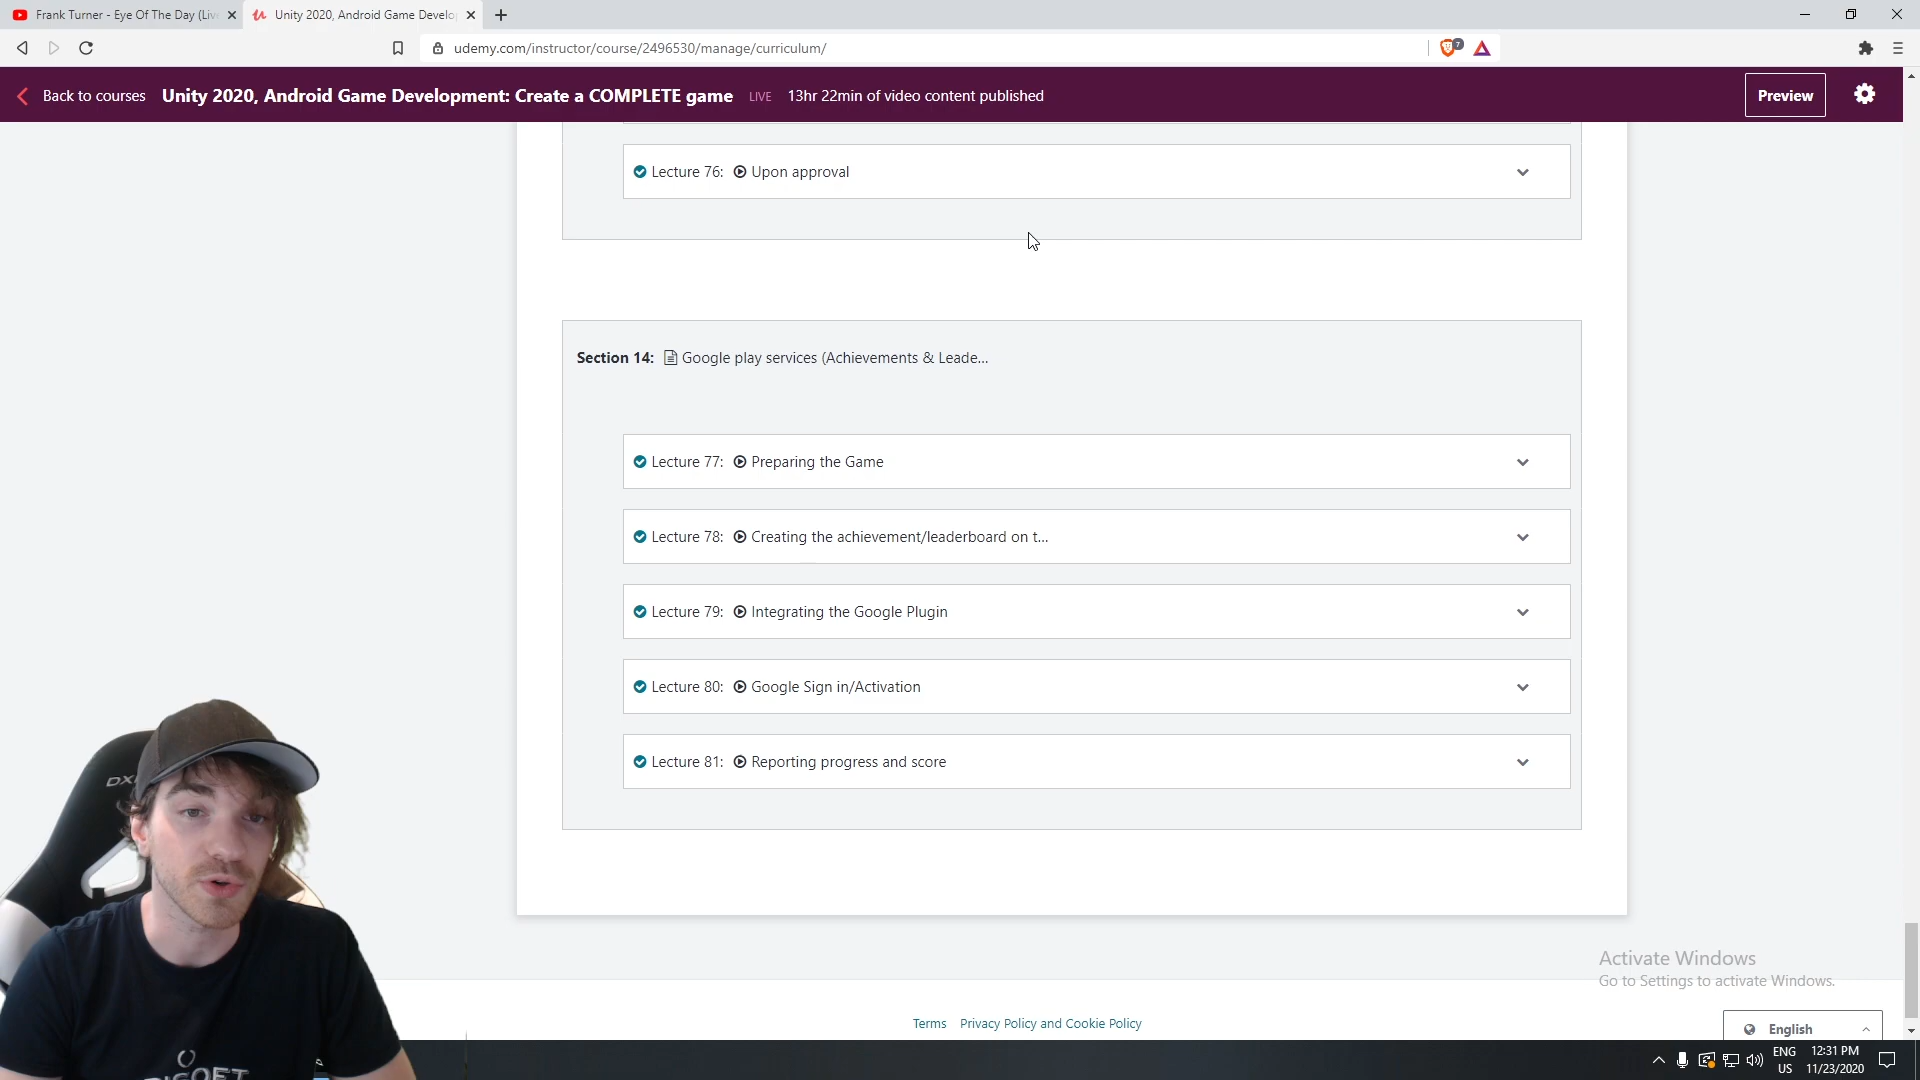 Frank Turner - Eye Of The Day (Liv
Unity 2020, Android Game Develo
udemy.com/instructor/course/2496530/manage/curriculum/
7
Back to courses
Unity 2020, Android Game Development: Create a COMPLETE game
LIVE
13hr 22min of video content published
Preview
Lecture 76: Upon approval
Section 14: Google play services (Achievements & Leade...
Lecture 77: Preparing the Game
Lecture 78: Creating the achievement/leaderboard on t...
Lecture 79: Integrating the Google Plugin
Lecture 80: Google Sign in/Activation
Lecture 81: Reporting progress and score
DX
Activate Windows
Go to Settings to activate Windows.
Terms Privacy Policy and Cookie Policy
English
ENG
US
12:31 PM
11/23/2020